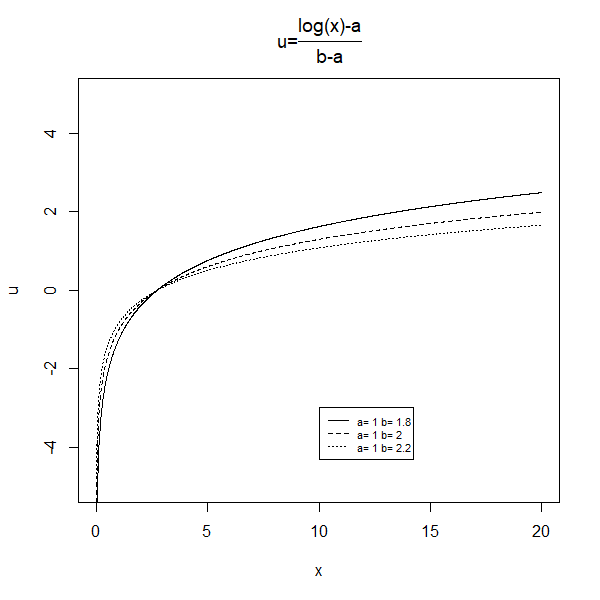 u=
log(x)-a
b-a
u
4
2
0
-2
-4
a= 1 b= 1.8
a= 1 b= 2
a= 1 b= 2.2
0 5 10 15 20
x